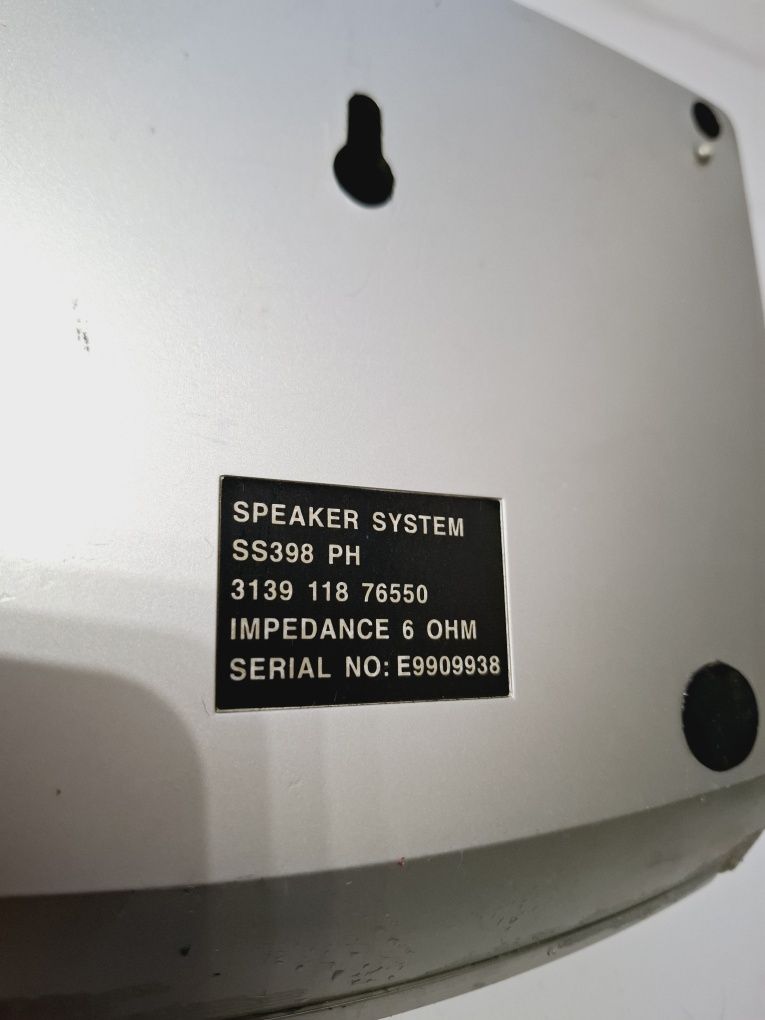 SPEAKER SYSTEM
SS398 PH
3139 118 76550
IMPEDANCE 6 OHM
SERIAL NO: E9909938